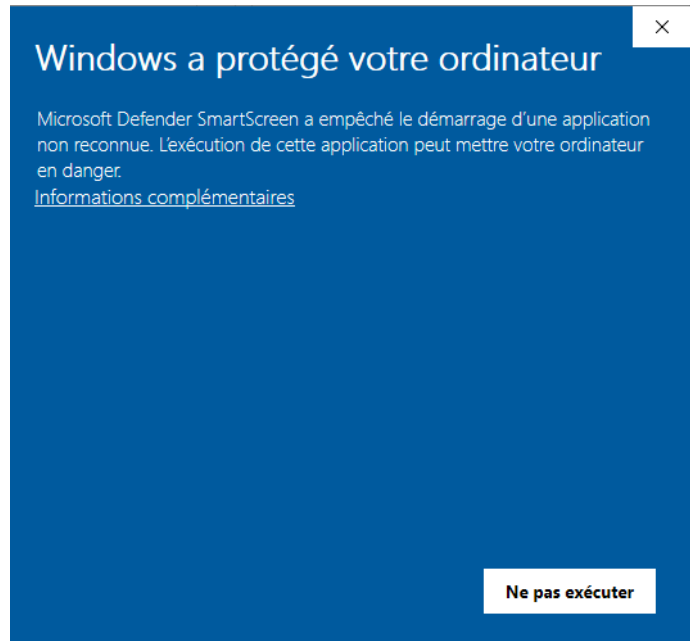 Windows a protégé votre ordinateur
Microsoft Defender SmartScreen a empêché le démarrage d’une application
non reconnue. L’exécution de cette application peut mettre votre ordinateur
en danger.
Informations complémentaires
Ne pas exécuter